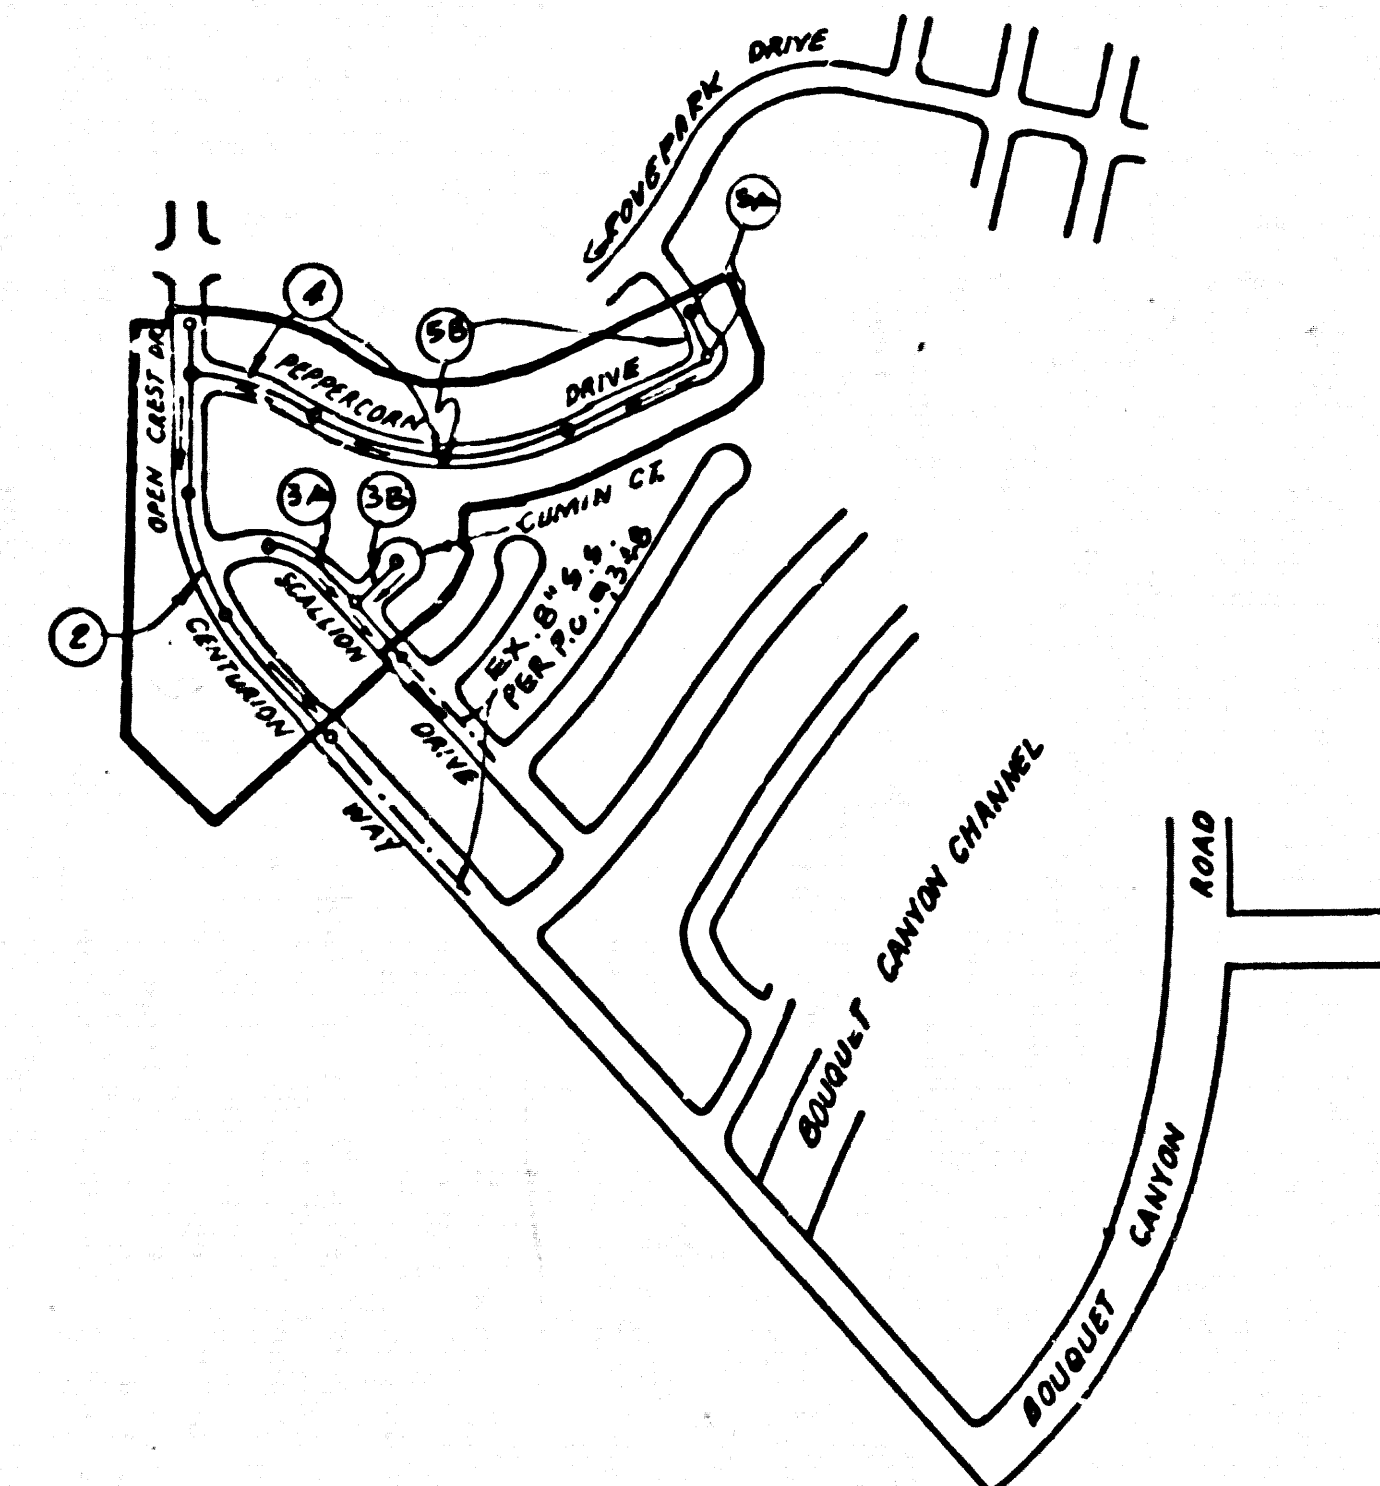 GROVEPARK DRIVE
5A
4
5B
OPEN CREST DR.
PEPPERCORN DRIVE
3A
3B
CUMIN CT.
EX. 8" S.S.
PER P.C. 9348
2
SCALLION DRIVE
CENTURION WAY
BOUQUET CANYON CHANNEL
BOUQUET CANYON ROAD